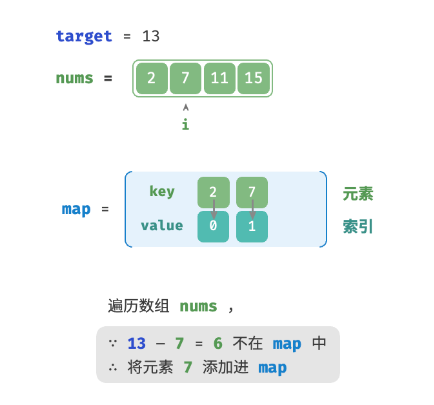 target = 13
nums = 2 7 11 15
i
key 2 7 元素
map =
value 0 1 索引
遍历数组 nums ，
∵ 13 − 7 = 6 不在 map 中
∴ 将元素 7 添加进 map